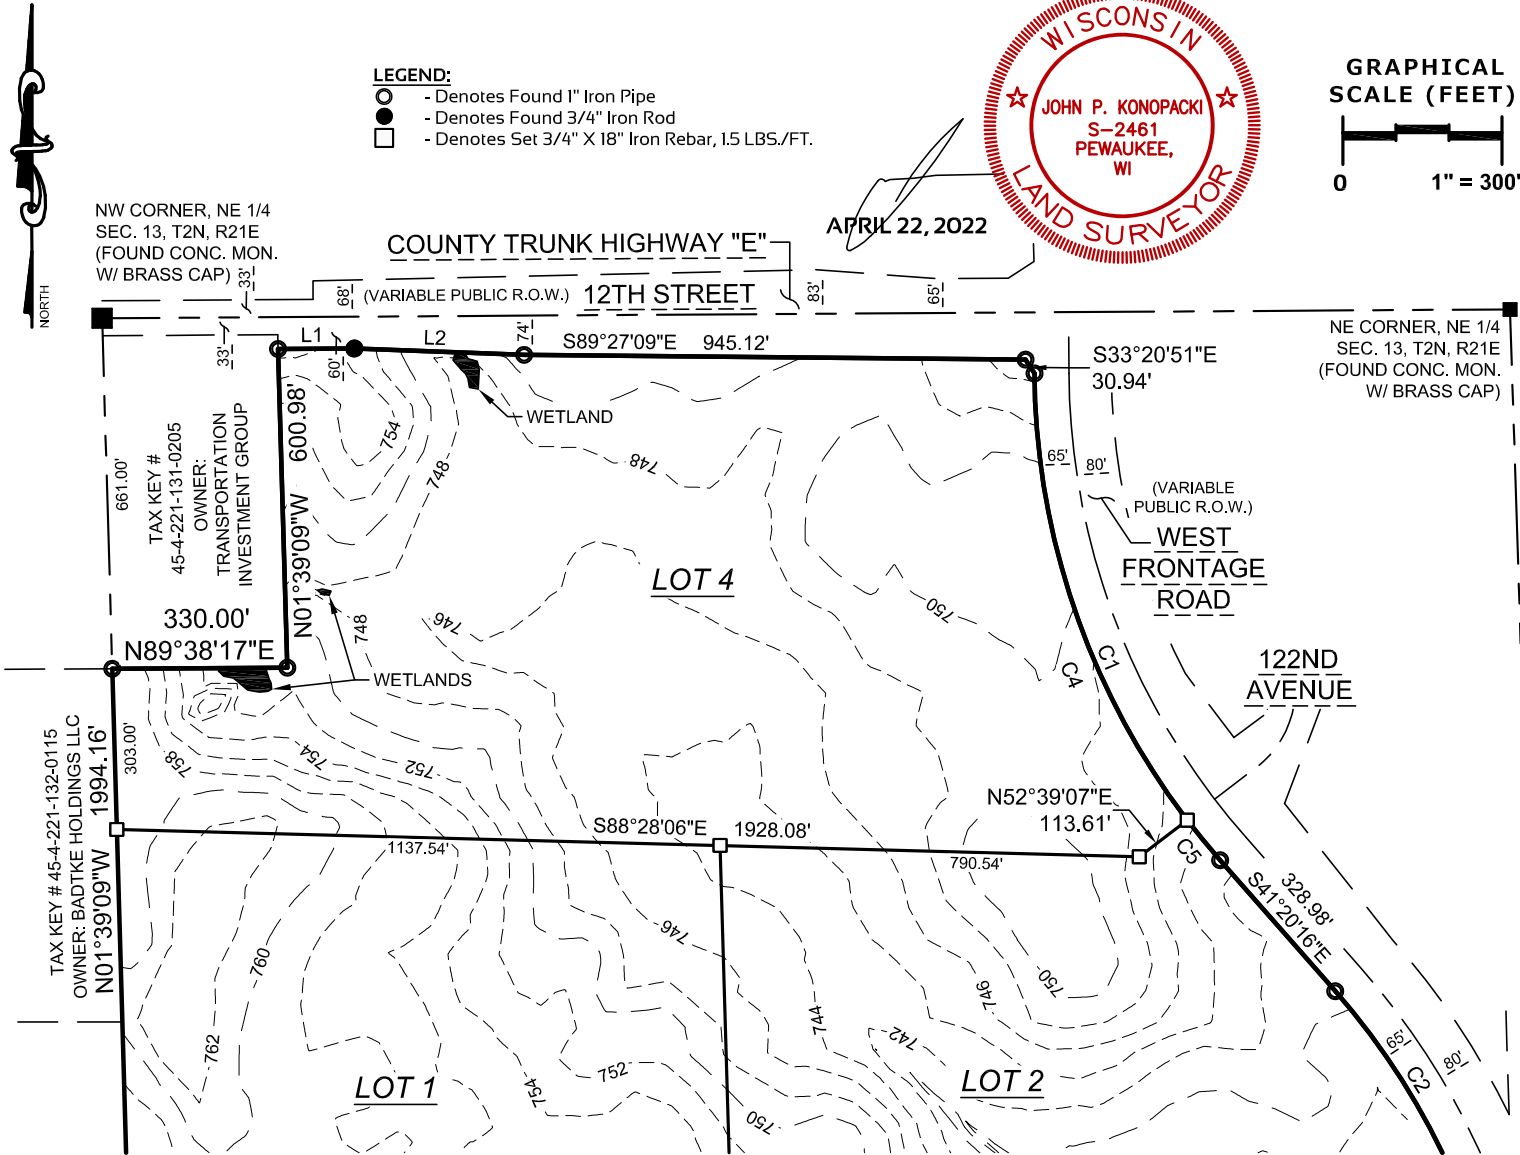 WISCONSIN
JOHN P. KONOPACKI
S-2461
PEWAUKEE,
WI
LAND SURVEYOR
GRAPHICAL
SCALE (FEET)
0
1" = 300'
LEGEND:
- Denotes Found 1" Iron Pipe
- Denotes Found 3/4" Iron Rod
- Denotes Set 3/4" X 18" Iron Rebar, 1.5 LBS./FT.
NORTH
APRIL 22, 2022
NW CORNER, NE 1/4
SEC. 13, T2N, R21E
(FOUND CONC. MON.
W/ BRASS CAP)
COUNTY TRUNK HIGHWAY "E"
(VARIABLE PUBLIC R.O.W.)
12TH STREET
33'
68'
83'
65'
NE CORNER, NE 1/4
SEC. 13, T2N, R21E
(FOUND CONC. MON.
W/ BRASS CAP)
33'
L1
60'
L2
74'
S89°27'09"E 945.12'
S33°20'51"E
30.94'
WETLAND
661.00'
TAX KEY #
45-4-221-131-0205
OWNER:
TRANSPORTATION
INVESTMENT GROUP
N01°39'09"W 600.98'
754
748
748
65'
80'
(VARIABLE
PUBLIC R.O.W.)
WEST
FRONTAGE
ROAD
LOT 4
750
746
748
330.00'
N89°38'17"E
WETLANDS
C1
C4
122ND
AVENUE
TAX KEY # 45-4-221-132-0115
OWNER: BADTKE HOLDINGS LLC
N01°39'09"W 1994.16'
303.00'
758
754
752
N52°39'07"E
113.61'
S88°28'06"E 1928.08'
1137.54'
790.54'
C5
328.98'
S41°20'16"E
760
762
746
744
746
750
742
754
752
750
LOT 1
LOT 2
65'
80'
C2